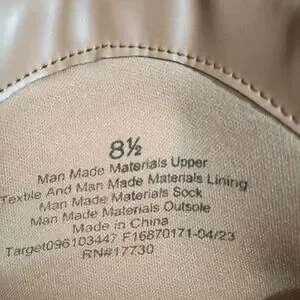 8½
Man Made Materials Upper
Textile And Man Made Materials Lining
Man Made Materials Sock
Man Made Materials Outsole
Made in China
Target096103447 F16870171-04/23
RN#17730